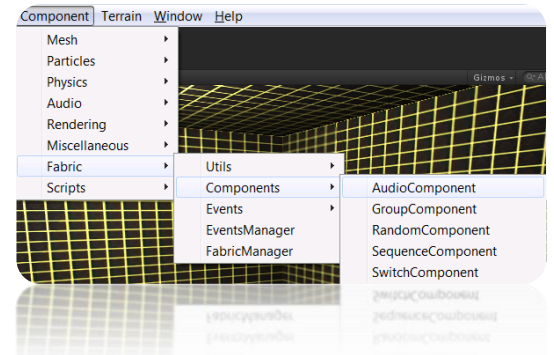 Component Terrain Window Help
Mesh
Particles
Physics
Audio
Rendering
Miscellaneous
Fabric
Scripts
Gizmos
Utils
Components
Events
EventsManager
FabricManager
AudioComponent
GroupComponent
RandomComponent
SequenceComponent
SwitchComponent